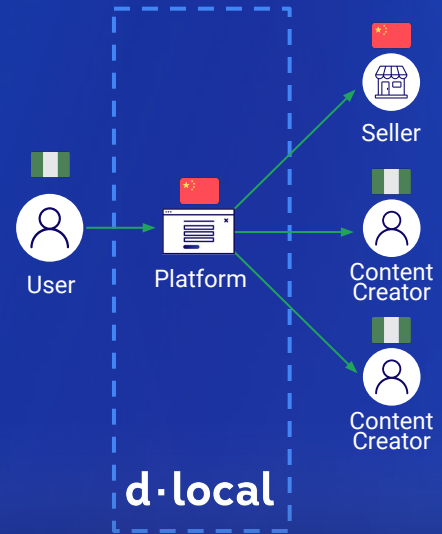 Seller
User
Platform
Content
Creator
Content
Creator
d·local